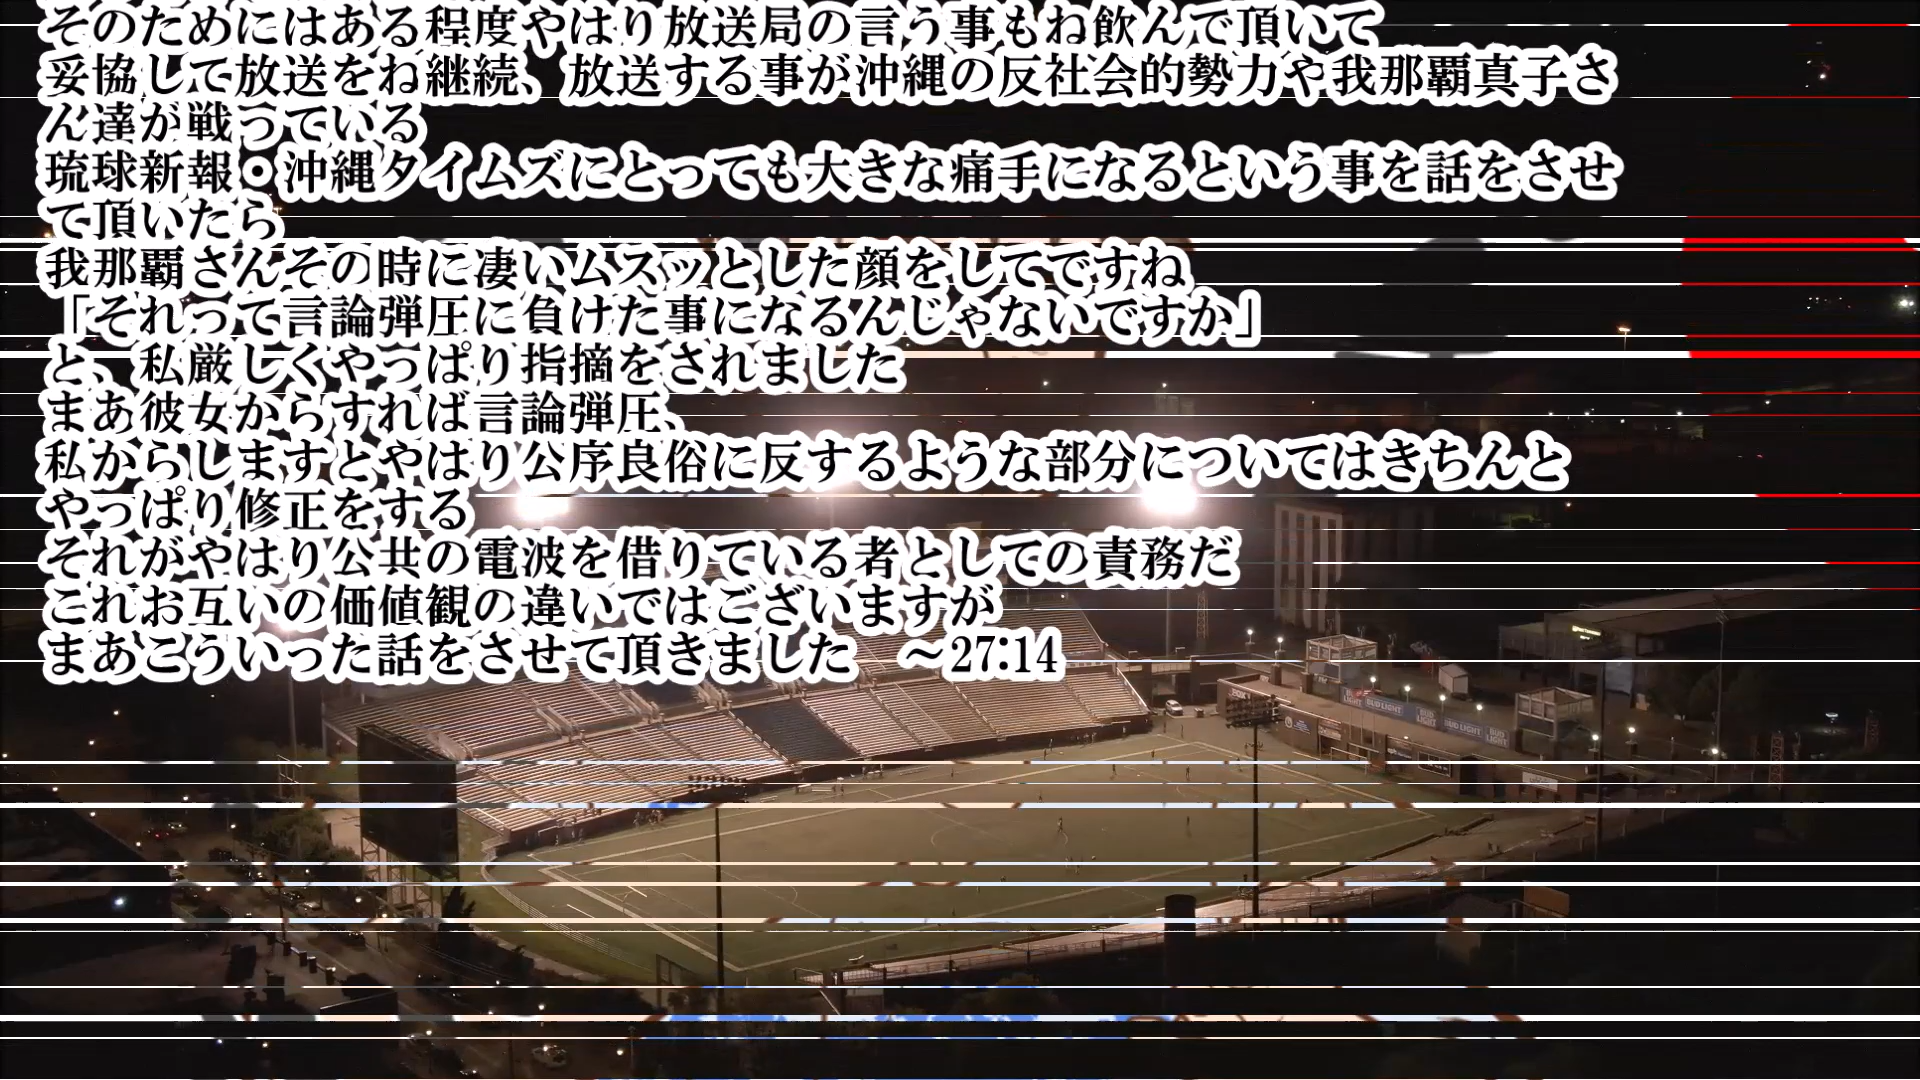 そのためにはある程度やはり放送局の言う事もね飲んで頂いて
妥協して放送をね継続、放送する事が沖縄の反社会的勢力や我那覇真子さ
ん達が戦っている
琉球新報・沖縄タイムズにとっても大きな痛手になるという事を話をさせ
て頂いたら
我那覇さんその時に凄いムスッとした顔をしてですね
「それって言論弾圧に負けた事になるんじゃないですか」
と、私厳しくやっぱり指摘をされました
まあ彼女からすれば言論弾圧、
私からしますとやはり公序良俗に反するような部分についてはきちんと
やっぱり修正をする
それがやはり公共の電波を借りている者としての責務だ
これお互いの価値観の違いではございますが
まあこういった話をさせて頂きました　～27:14
BUD LIGHT
BUD LIGHT
BUD LIGHT
BUD LIGHT